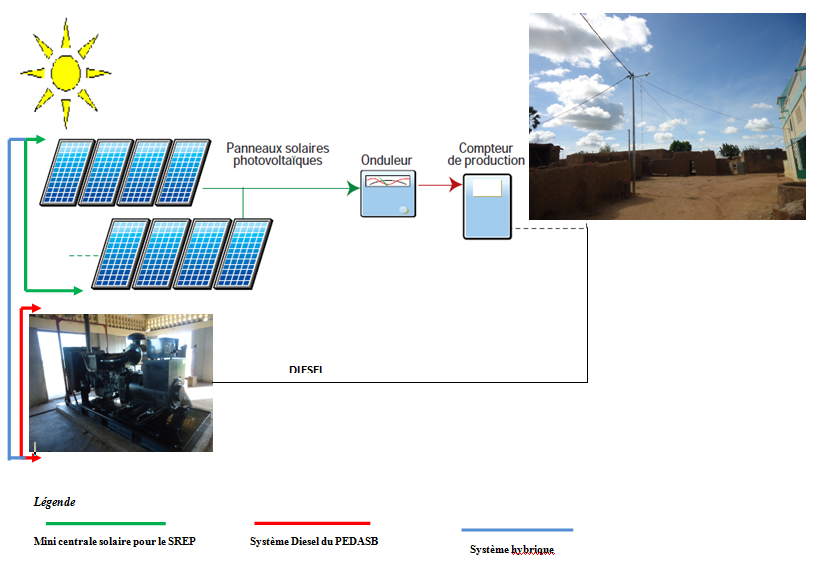 Panneaux solaires
photovoltaïques
Onduleur
Compteur
de production
DIESEL
Légende
Mini centrale solaire pour le SREP
Système Diesel du PEDASB
Système hybrique